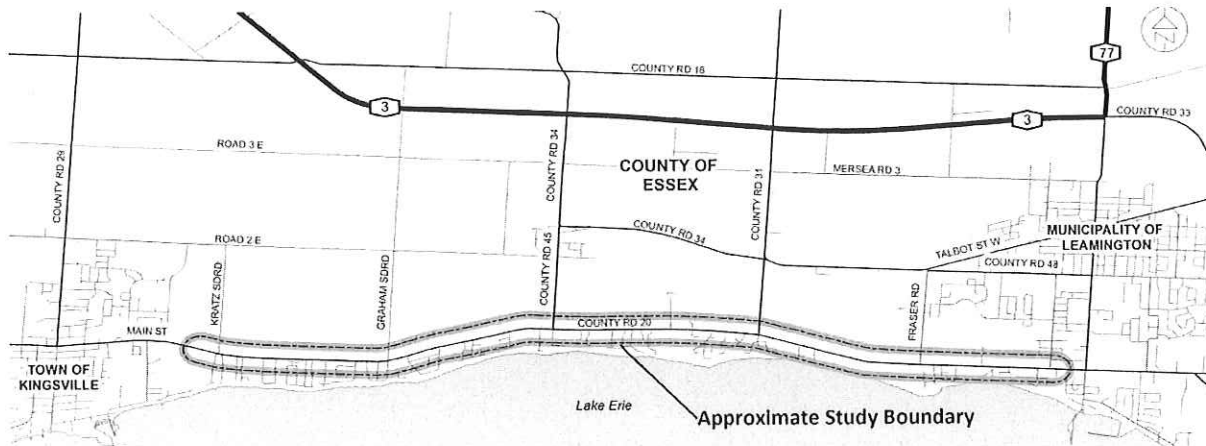 77
COUNTY RD 18
3
3
COUNTY RD 33
COUNTY RD 29
ROAD 3 E
COUNTY RD 34
COUNTY OF
ESSEX
COUNTY RD 31
MERSEA RD 3
ROAD 2 E
COUNTY RD 34
MUNICIPALITY OF
LEAMINGTON
TALBOT ST W
COUNTY RD 48
KRATZ SDRD
GRAHAM SDRD
COUNTY RD 45
FRASER RD
MAIN ST
COUNTY RD 20
TOWN OF
KINGSVILLE
Lake Erie
Approximate Study Boundary
N